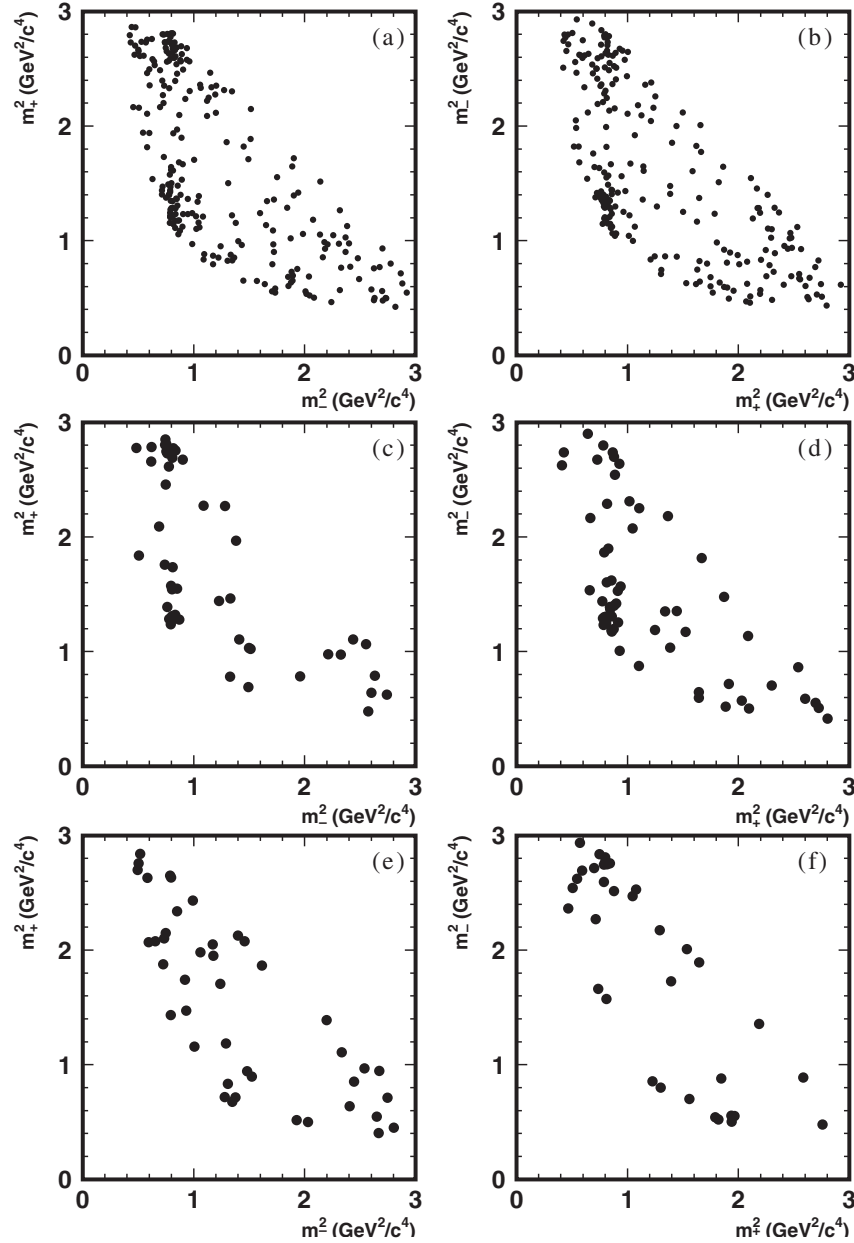 3
(a)
m²₊ (GeV²/c⁴)
2
1
0
0 1 2 3
m²₋ (GeV²/c⁴)
3
(b)
m²₋ (GeV²/c⁴)
2
1
0
0 1 2 3
m²₊ (GeV²/c⁴)
3
(c)
m²₊ (GeV²/c⁴)
2
1
0
0 1 2 3
m²₋ (GeV²/c⁴)
3
(d)
m²₋ (GeV²/c⁴)
2
1
0
0 1 2 3
m²₊ (GeV²/c⁴)
3
(e)
m²₊ (GeV²/c⁴)
2
1
0
0 1 2 3
m²₋ (GeV²/c⁴)
3
(f)
m²₋ (GeV²/c⁴)
2
1
0
0 1 2 3
m²₊ (GeV²/c⁴)